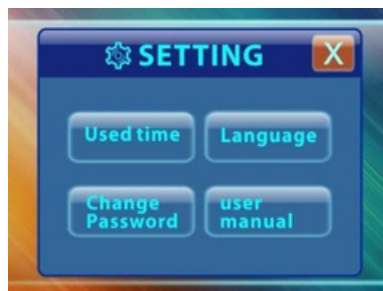 SETTING
X
Used time
Language
Change
Password
user
manual